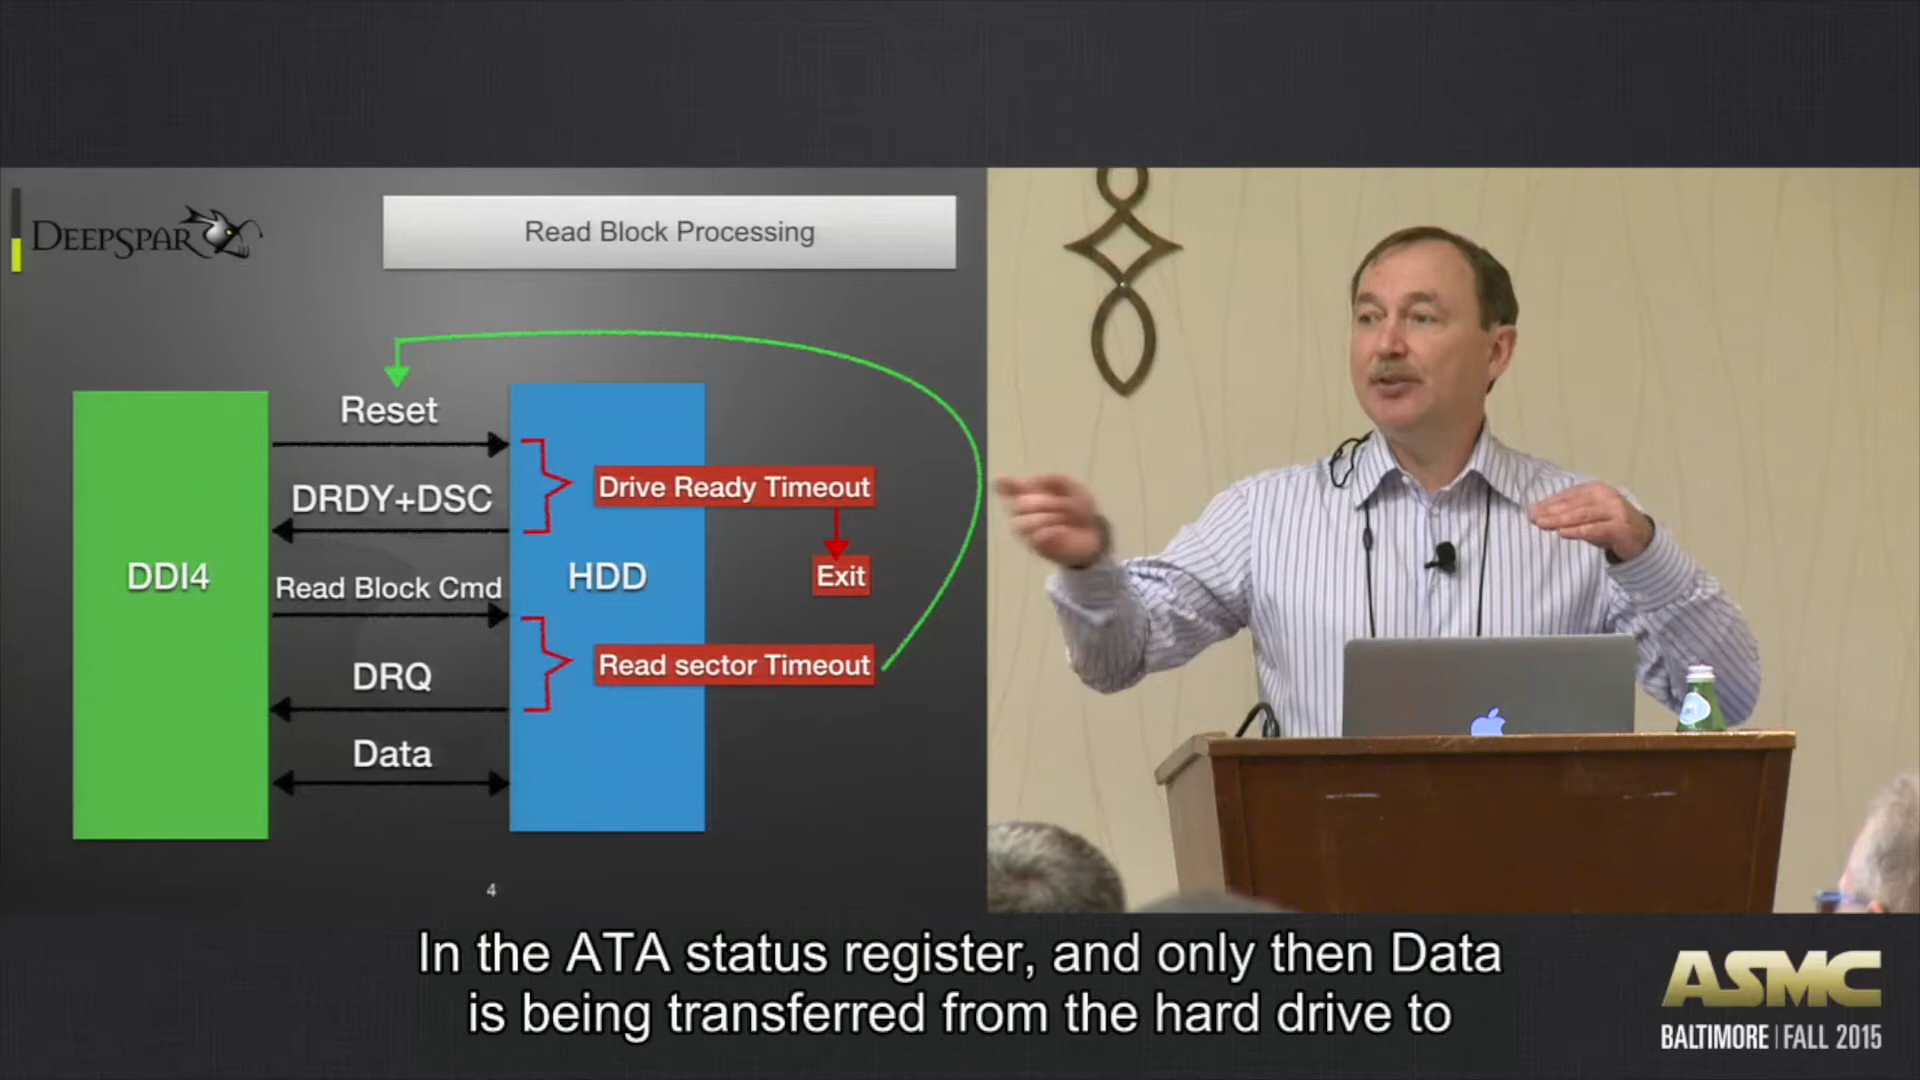 DEEPSPAR
Read Block Processing
Reset
DRDY+DSC
Drive Ready Timeout
DDI4
HDD
Exit
Read Block Cmd
DRQ
Read sector Timeout
Data
4
In the ATA status register, and only then Data
is being transferred from the hard drive to
ASMC
BALTIMORE | FALL 2015